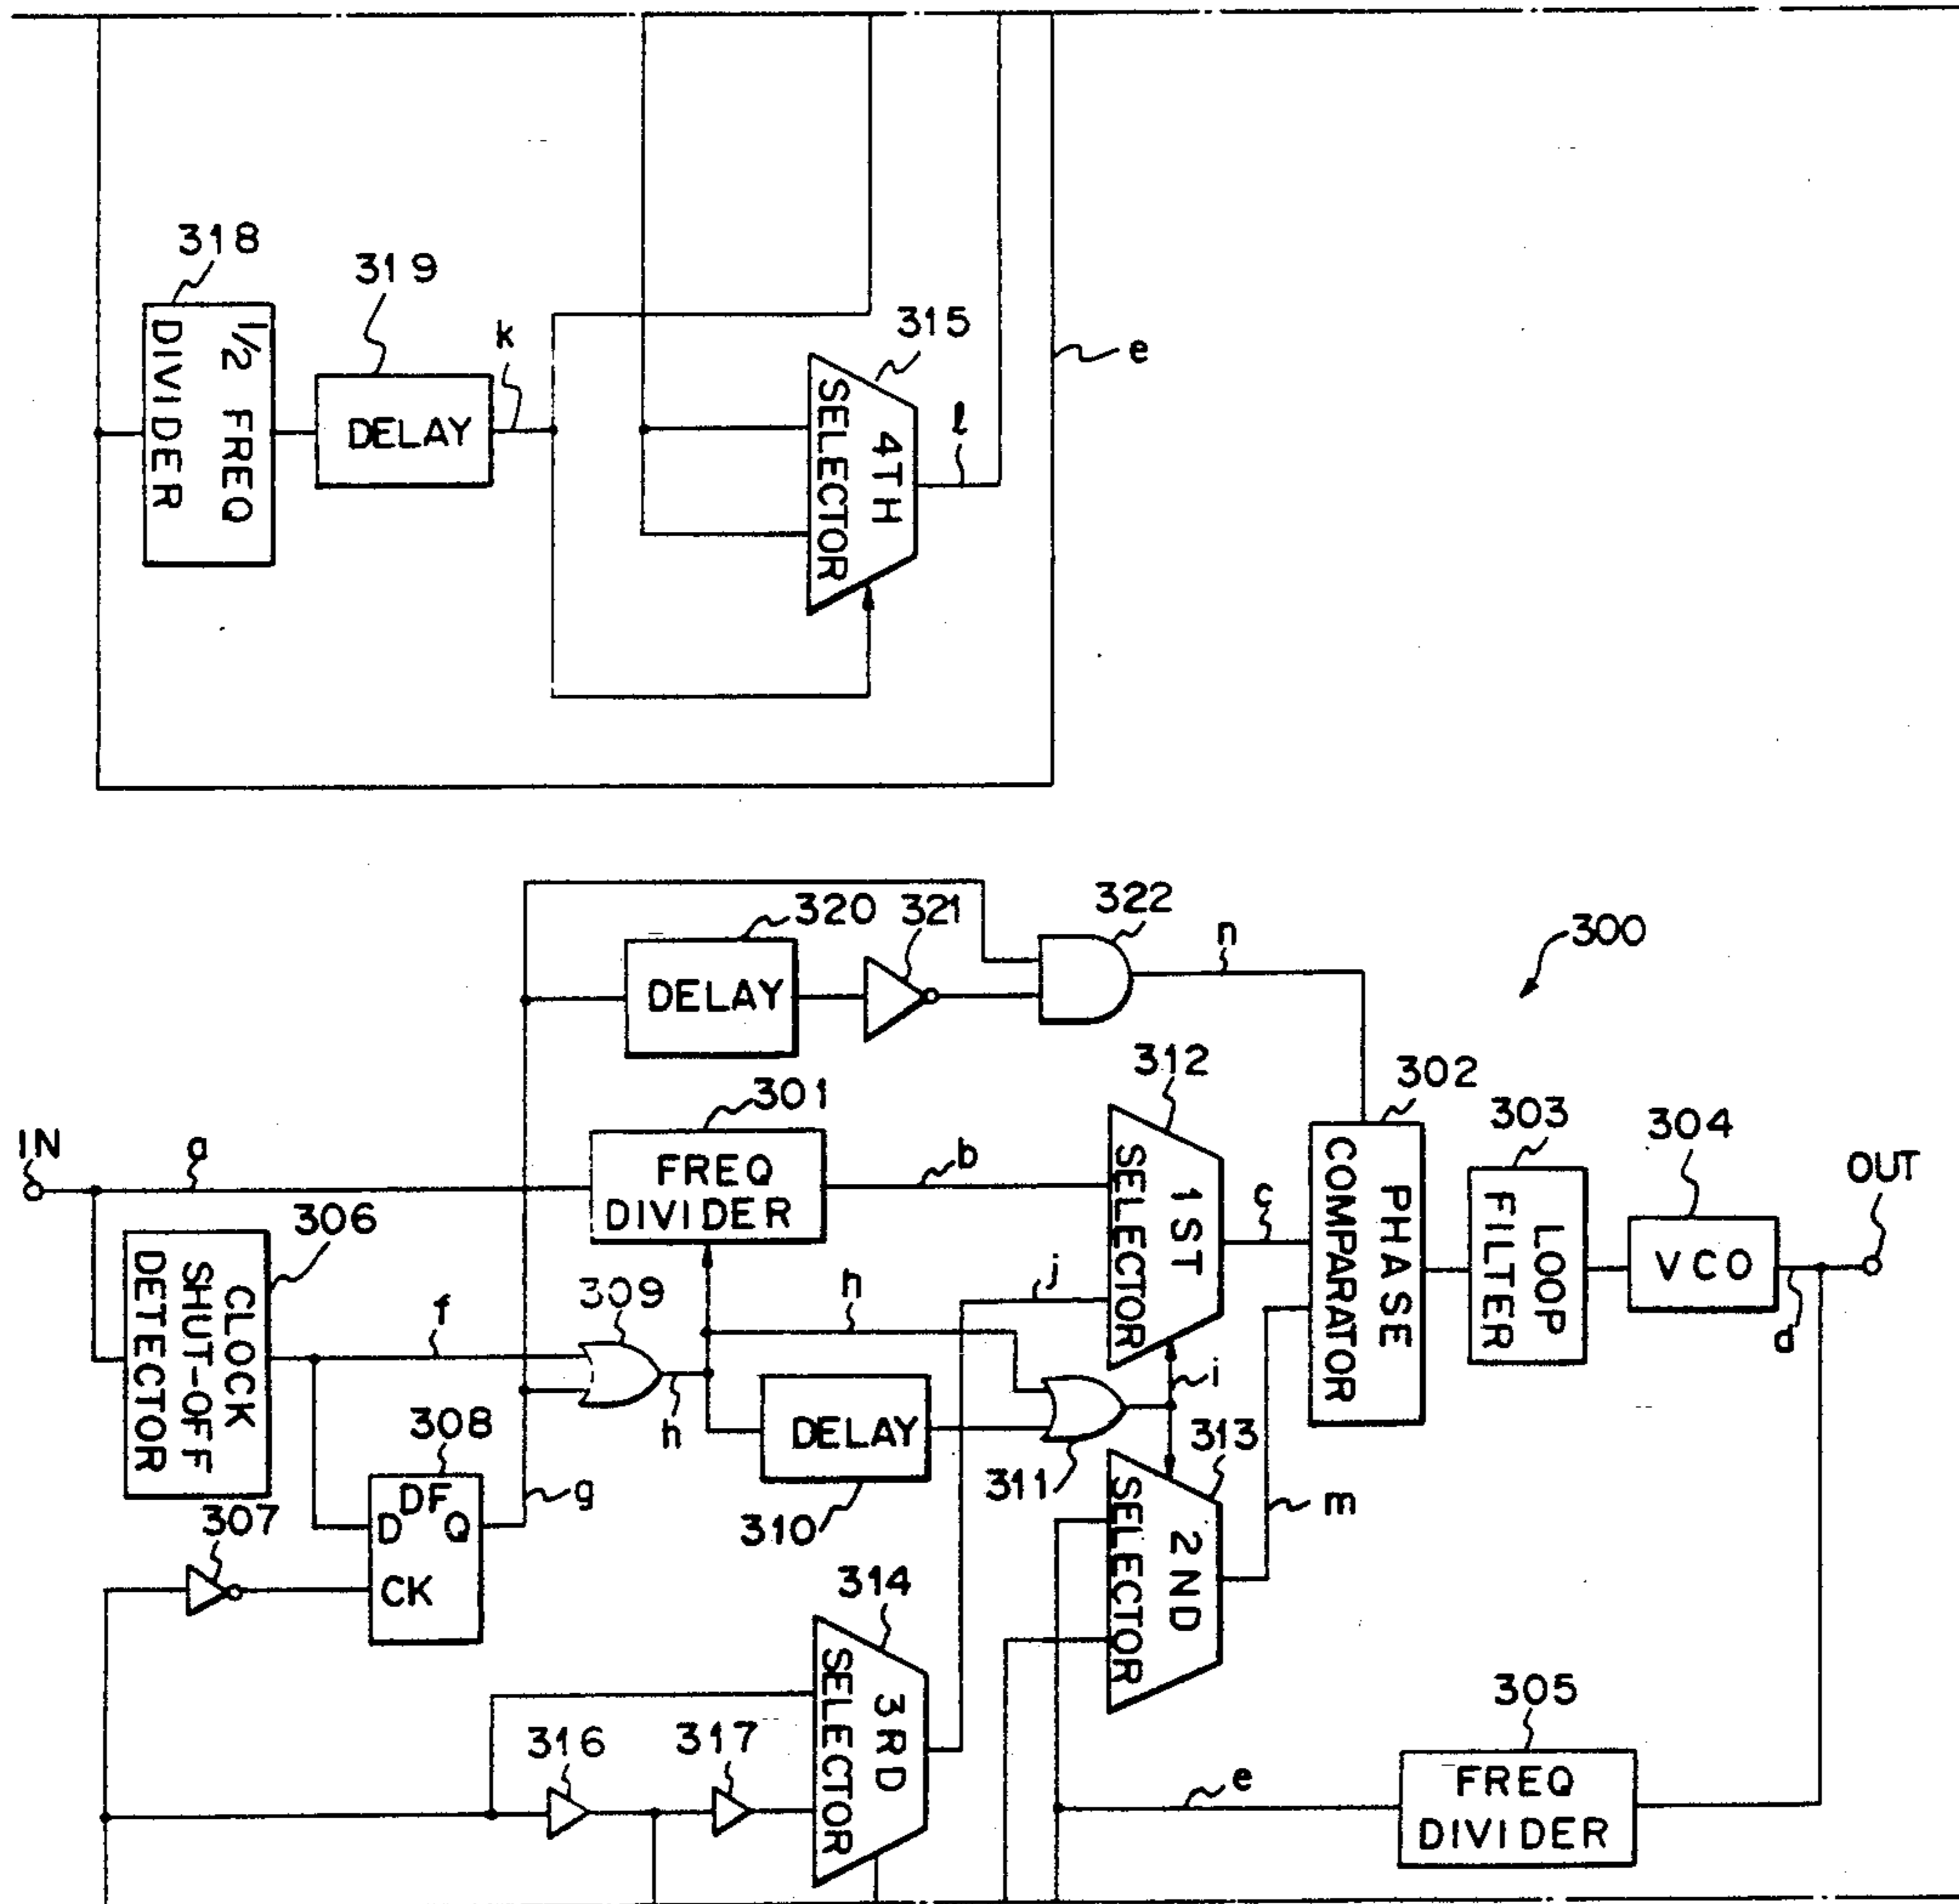 318
319
1/2 FREQ
DIVIDER
DELAY
k
315
4TH
SELECTOR
l
e
320
321
322
n
300
DELAY
312
302
303
304
301
IN
a
FREQ
DIVIDER
b
1ST
SELECTOR
c
PHASE
COMPARATOR
LOOP
FILTER
VCO
OUT
d
306
CLOCK
SHUT-OFF
DETECTOR
f
309
h
j
h
DELAY
i
308
310
311
313
307
DF
D
Q
CK
g
2ND
SELECTOR
m
314
3RD
SELECTOR
305
316
317
e
FREQ
DIVIDER